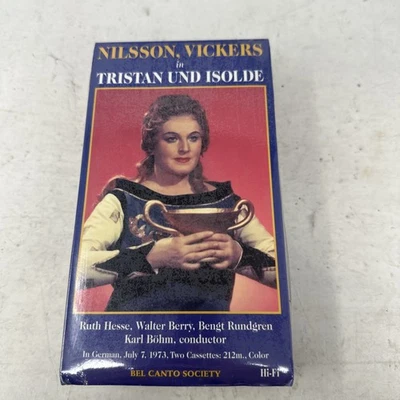 NILSSON, VICKERS
in
TRISTAN UND ISOLDE
Ruth Hesse, Walter Berry, Bengt Rundgren
Karl Böhm, conductor
In German, July 7, 1973, Two Cassettes: 212m., Color
BEL CANTO SOCIETY
Hi-Fi